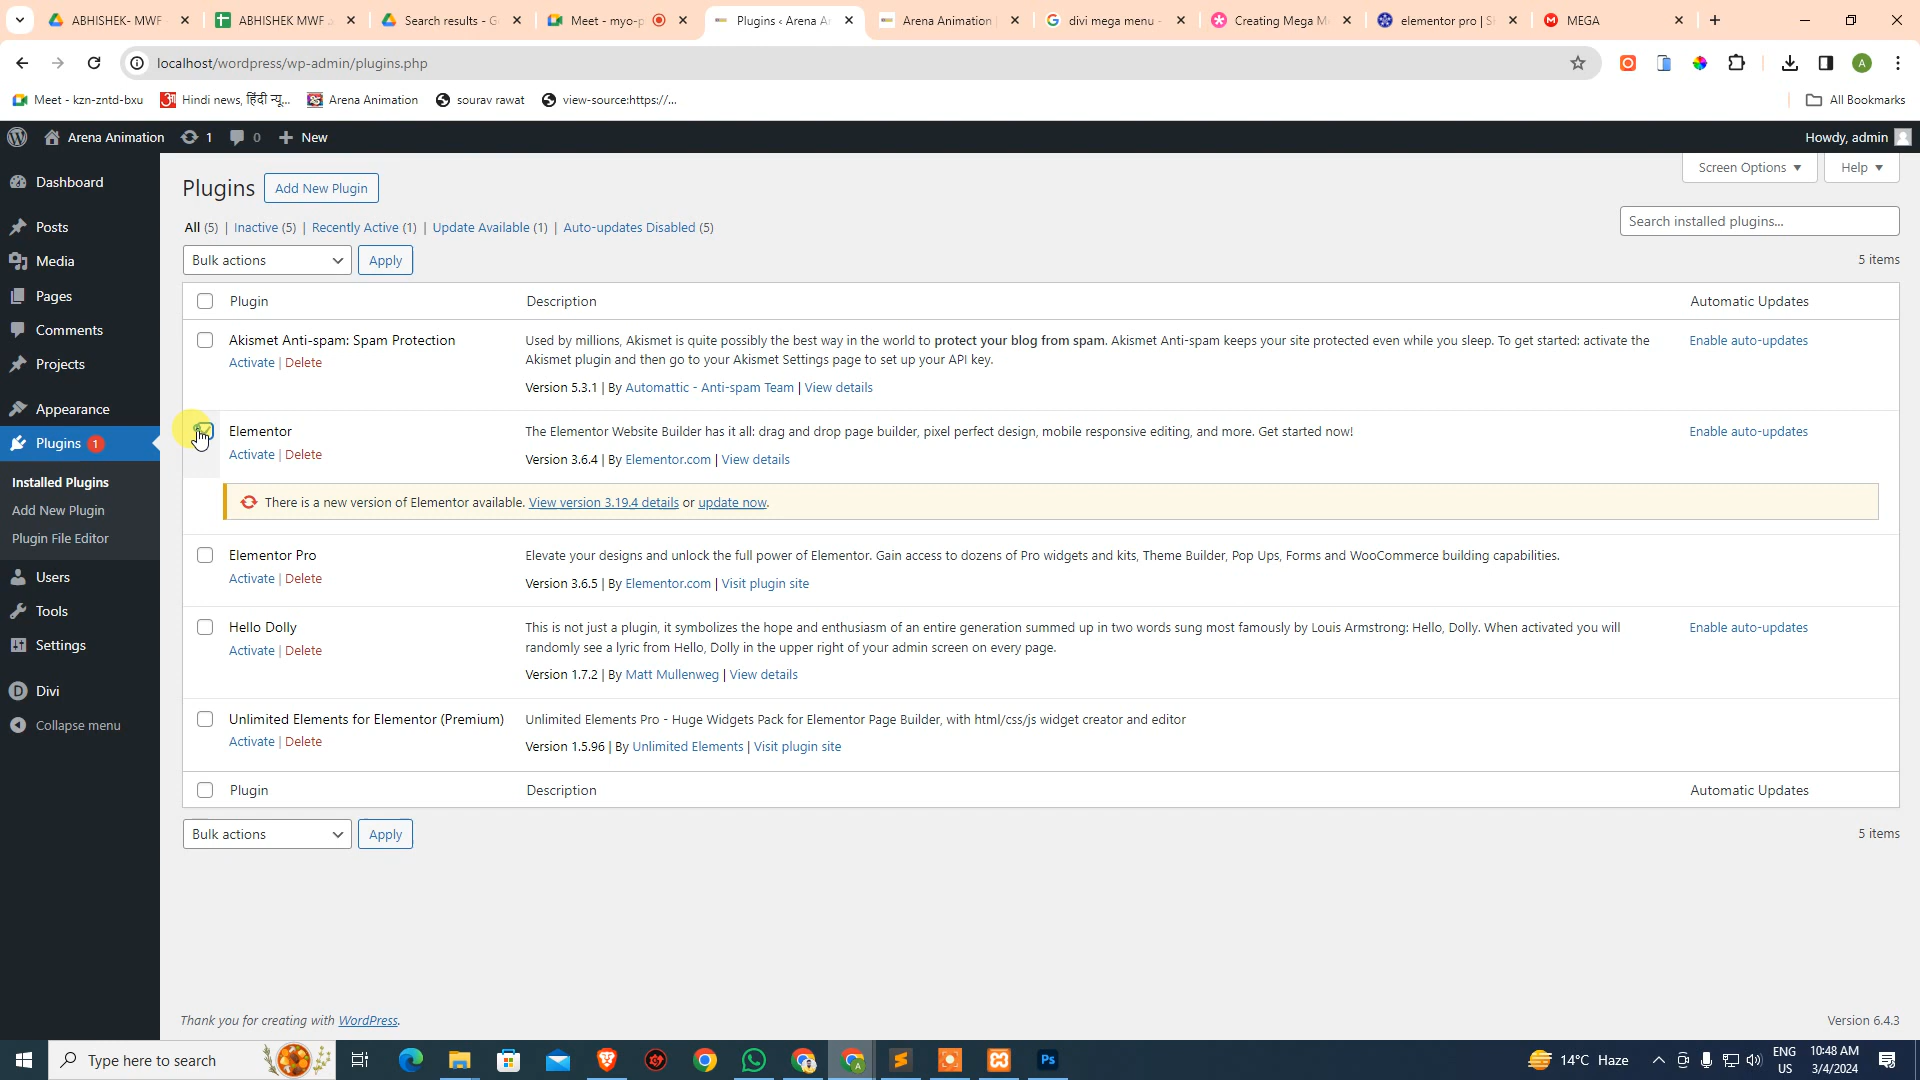 ABHISHEK- MWF
ABHISHEK MWF
Search results - G
Meet - myo-p
Plugins ‹ Arena A
Arena Animation
divi mega menu -
Creating Mega M
elementor pro | S
MEGA
localhost/wordpress/wp-admin/plugins.php
Meet - kzn-zntd-bxu
Hindi news, हिंदी न्यू...
Arena Animation
sourav rawat
view-source:https://...
All Bookmarks
Arena Animation 1 0 New
Howdy, admin
Dashboard
Posts
Media
Pages
Comments
Projects
Appearance
Plugins 1
Installed Plugins
Add New Plugin
Plugin File Editor
Users
Tools
Settings
Divi
Collapse menu
Screen Options
Help
Plugins Add New Plugin
All (5) | Inactive (5) | Recently Active (1) | Update Available (1) | Auto-updates Disabled (5)
Search installed plugins...
Bulk actions Apply
5 items
Plugin Description Automatic Updates
Akismet Anti-spam: Spam Protection
Activate | Delete
Used by millions, Akismet is quite possibly the best way in the world to protect your blog from spam. Akismet Anti-spam keeps your site protected even while you sleep. To get started: activate the
Akismet plugin and then go to your Akismet Settings page to set up your API key.
Version 5.3.1 | By Automattic - Anti-spam Team | View details
Enable auto-updates
Elementor
Activate | Delete
The Elementor Website Builder has it all: drag and drop page builder, pixel perfect design, mobile responsive editing, and more. Get started now!
Version 3.6.4 | By Elementor.com | View details
Enable auto-updates
There is a new version of Elementor available. View version 3.19.4 details or update now.
Elementor Pro
Activate | Delete
Elevate your designs and unlock the full power of Elementor. Gain access to dozens of Pro widgets and kits, Theme Builder, Pop Ups, Forms and WooCommerce building capabilities.
Version 3.6.5 | By Elementor.com | Visit plugin site
Hello Dolly
Activate | Delete
This is not just a plugin, it symbolizes the hope and enthusiasm of an entire generation summed up in two words sung most famously by Louis Armstrong: Hello, Dolly. When activated you will
randomly see a lyric from Hello, Dolly in the upper right of your admin screen on every page.
Version 1.7.2 | By Matt Mullenweg | View details
Enable auto-updates
Unlimited Elements for Elementor (Premium)
Activate | Delete
Unlimited Elements Pro - Huge Widgets Pack for Elementor Page Builder, with html/css/js widget creator and editor
Version 1.5.96 | By Unlimited Elements | Visit plugin site
Plugin Description Automatic Updates
Bulk actions Apply
5 items
Thank you for creating with WordPress.
Version 6.4.3
Type here to search
14°C Haze
ENG
US
10:48 AM
3/4/2024